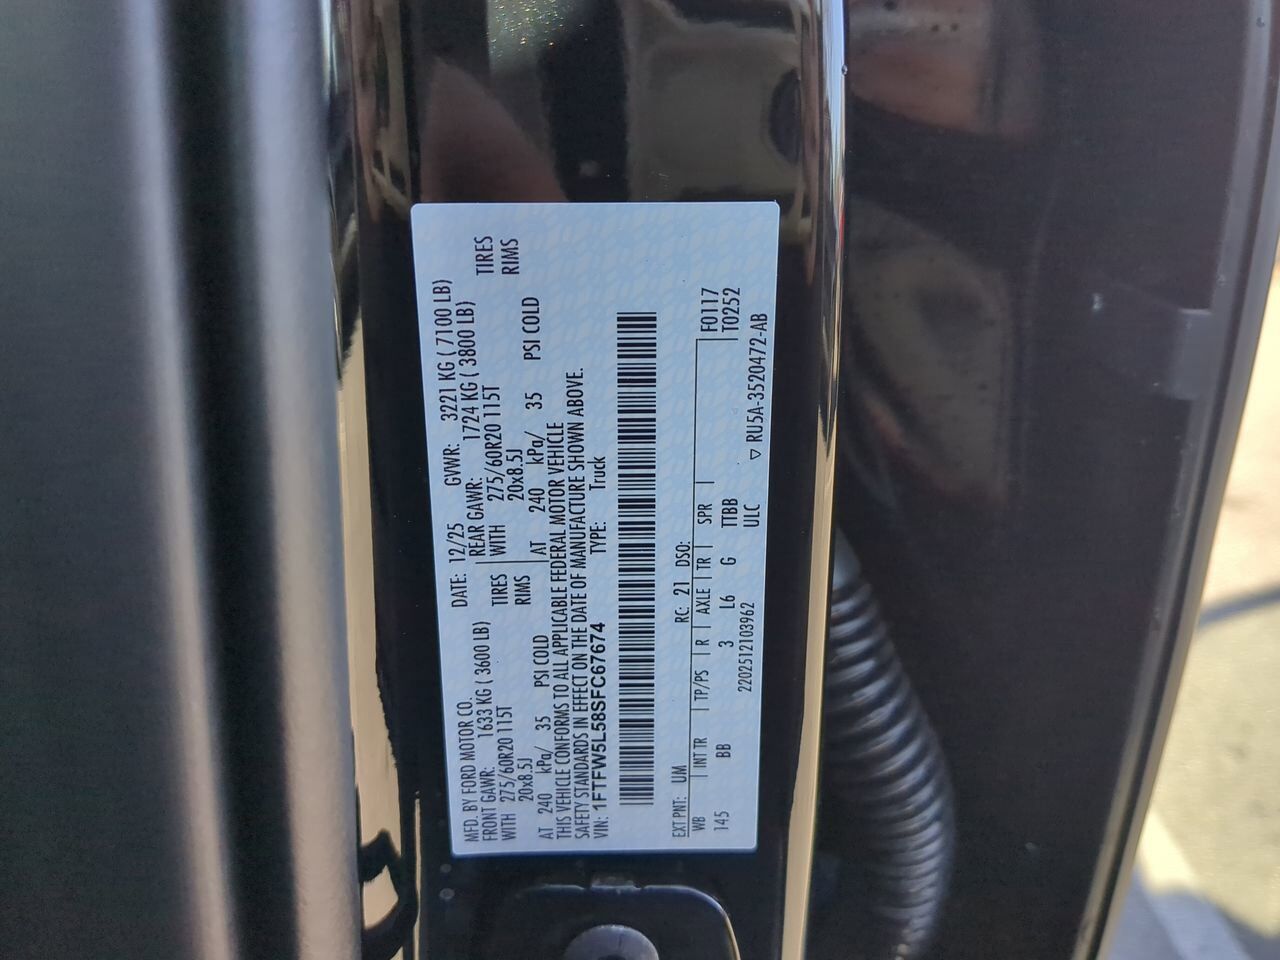 MFD. BY FORD MOTOR CO. DATE: 12/25 GVWR: 3221 KG ( 7100 LB)
FRONT GAWR: 1633 KG ( 3600 LB) REAR GAWR: 1724 KG ( 3800 LB)
WITH 275/60R20 115T TIRES WITH 275/60R20 115T TIRES
20x8.5J RIMS 20x8.5J RIMS
AT 240 kPa/ 35 PSI COLD AT 240 kPa/ 35 PSI COLD
THIS VEHICLE CONFORMS TO ALL APPLICABLE FEDERAL MOTOR VEHICLE
SAFETY STANDARDS IN EFFECT ON THE DATE OF MANUFACTURE SHOWN ABOVE.
VIN: 1FTFW5L58SFC67674 TYPE: Truck
EXT PNT: UM RC: 21 DSO:
WB INT TR TP/PS R AXLE TR SPR F0117
145 BB 3 L6 G TTBB T0252
2202512103962 ULC
▽ RU5A-3520472-AB